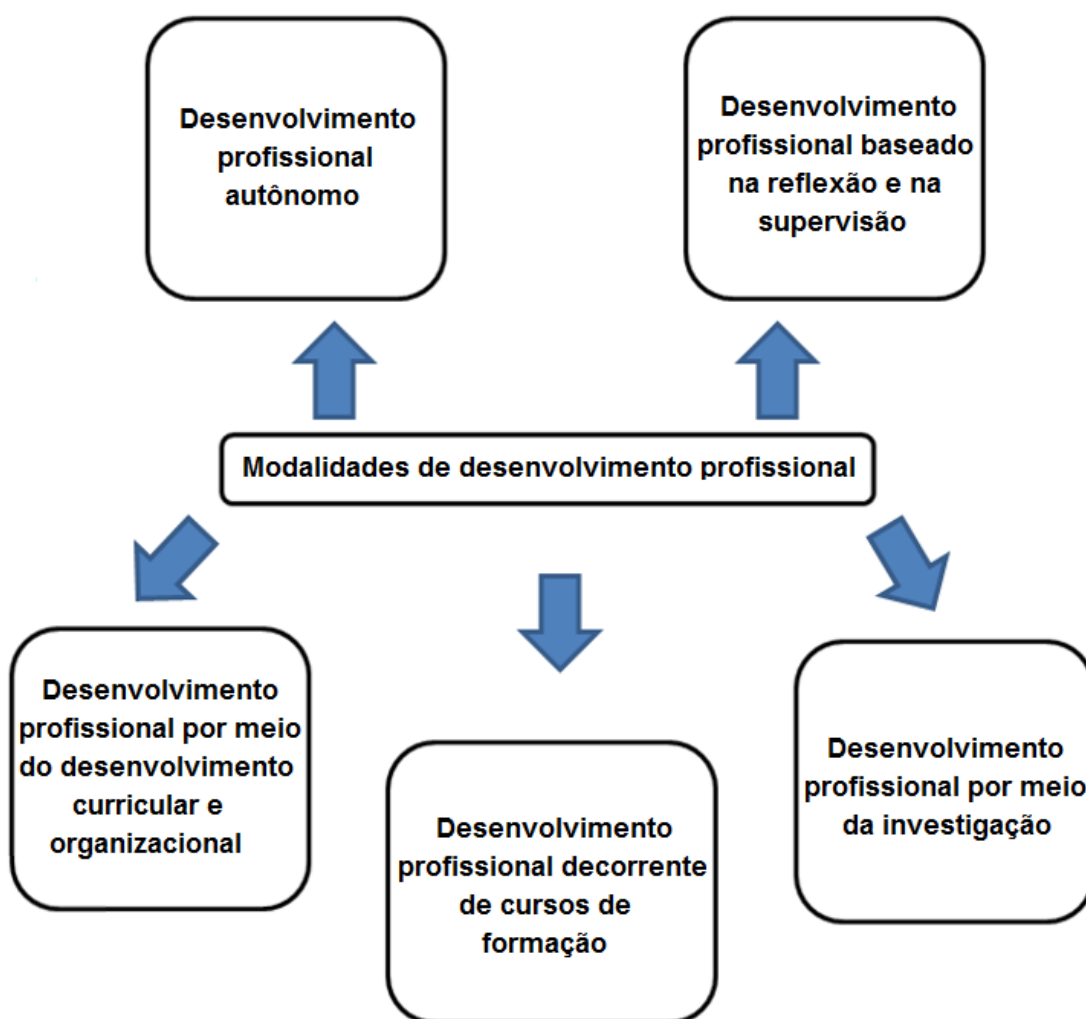 Desenvolvimento
profissional
autônomo
Desenvolvimento
profissional baseado
na reflexão e na
supervisão
Modalidades de desenvolvimento profissional
Desenvolvimento
profissional por meio
do desenvolvimento
curricular e
organizacional
Desenvolvimento
profissional decorrente
de cursos de
formação
Desenvolvimento
profissional por meio
da investigação